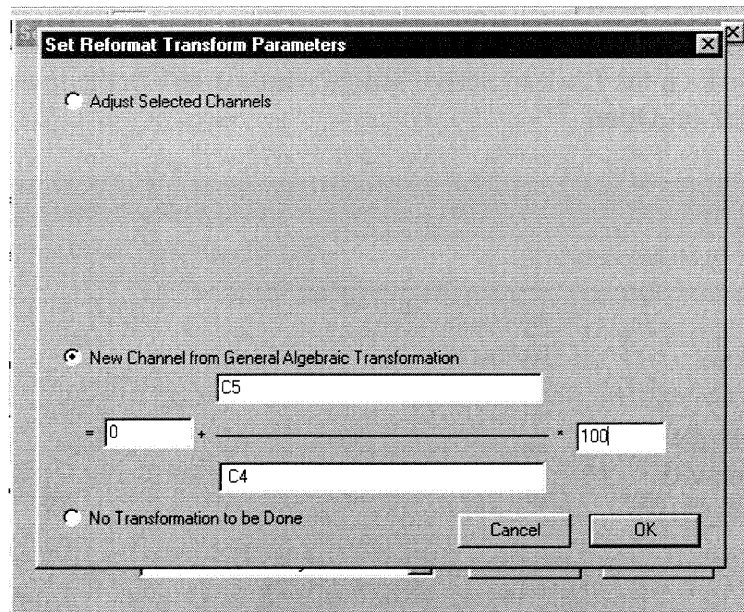 Set Reformat Transform Parameters
Adjust Selected Channels
New Channel from General Algebraic Transformation
C5
= 0 + * 100
C4
No Transformation to be Done
Cancel OK